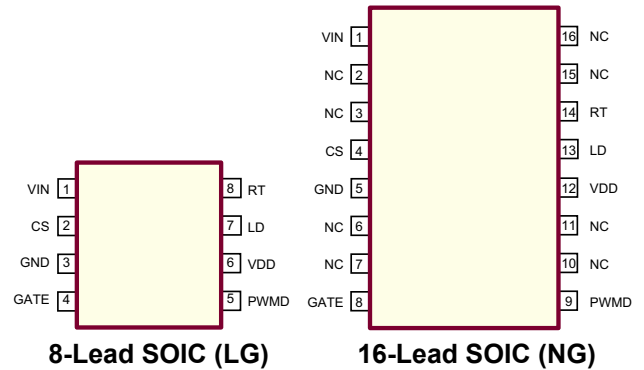 VIN 1
CS 2
GND 3
GATE 4
8 RT
7 LD
6 VDD
5 PWMD
8-Lead SOIC (LG)
VIN 1
NC 2
NC 3
CS 4
GND 5
NC 6
NC 7
GATE 8
16 NC
15 NC
14 RT
13 LD
12 VDD
11 NC
10 NC
9 PWMD
16-Lead SOIC (NG)